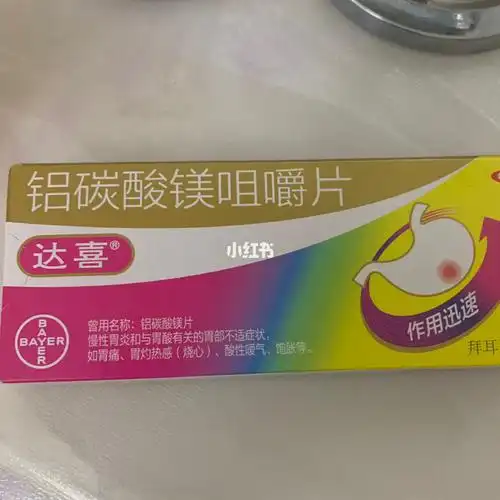 铝碳酸镁咀嚼片
达喜®
小红书
曾用名称：铝碳酸镁片
慢性胃炎和与胃酸有关的胃部不适症状，
如胃痛、胃灼热感（烧心）、酸性嗳气、饱胀等。
BAYER
BAYER
作用迅速
拜耳